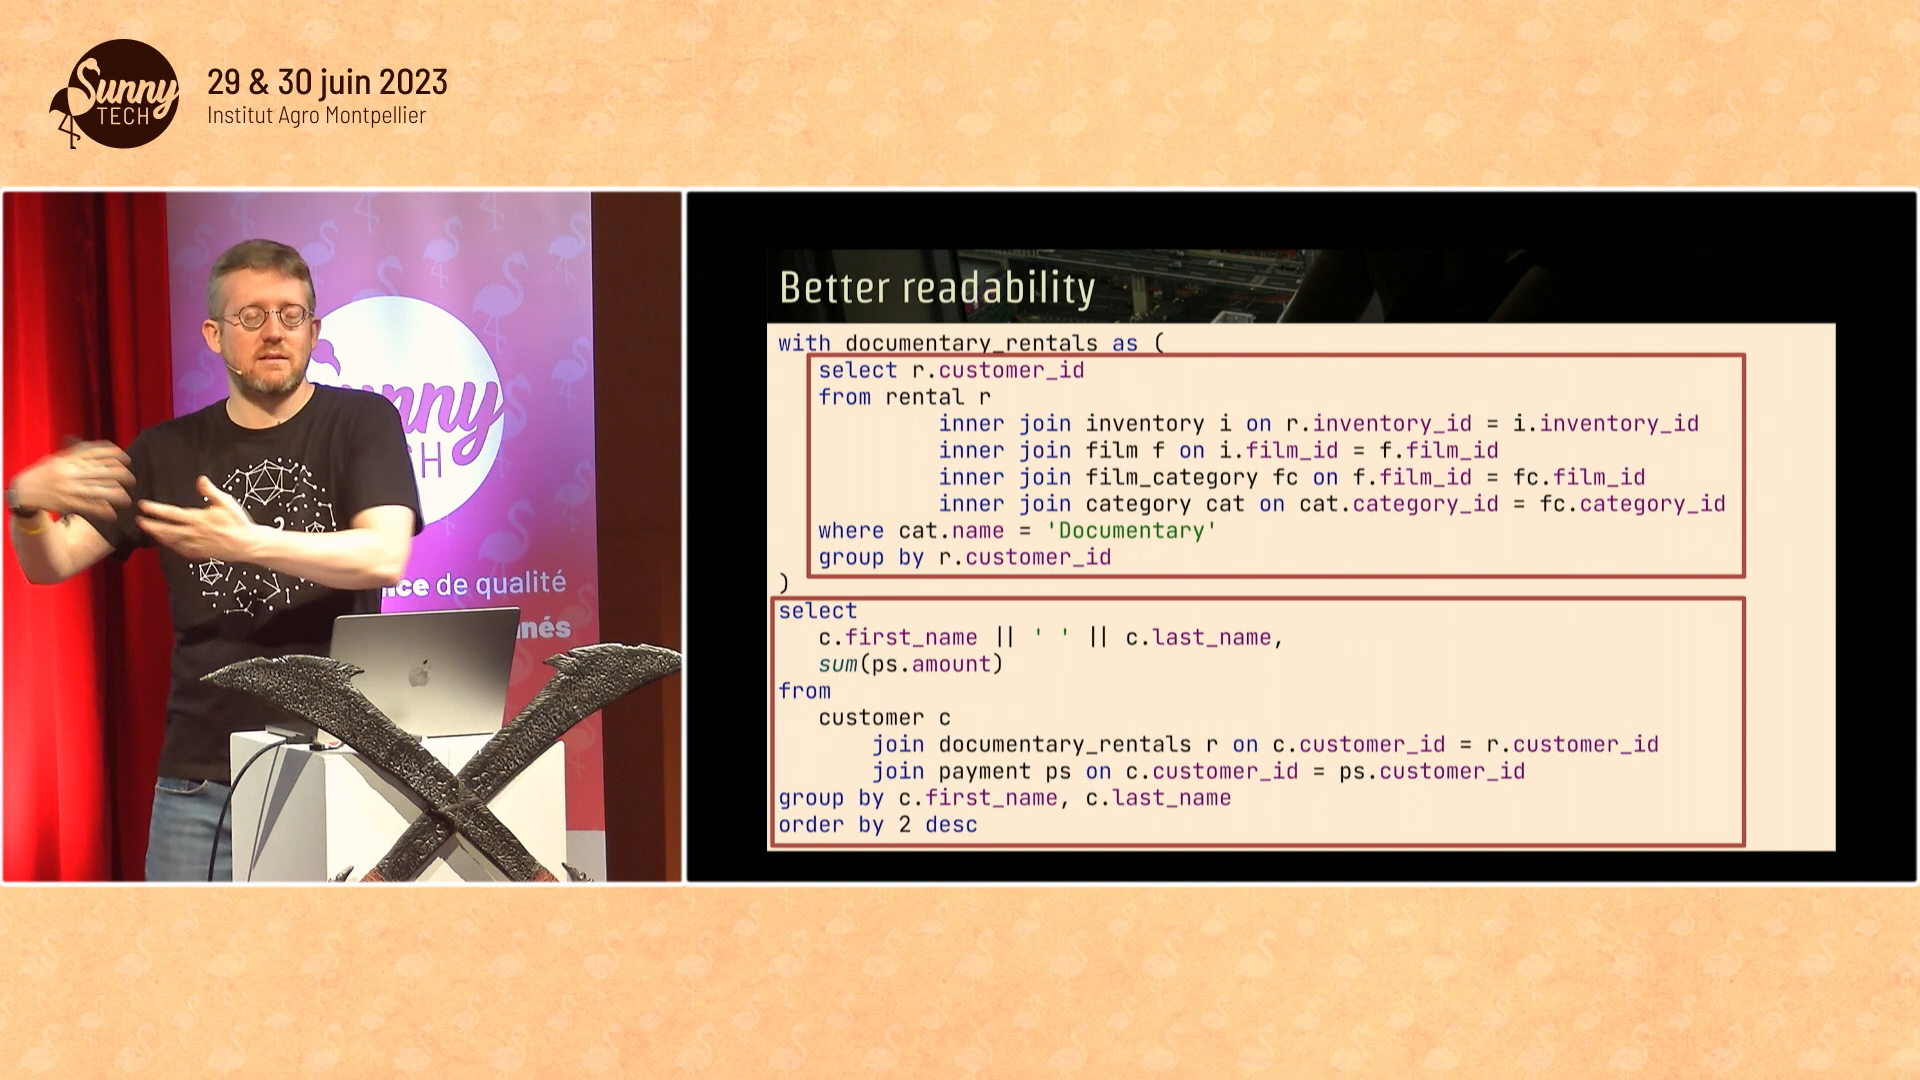 Sunny
TECH
29 & 30 juin 2023
Institut Agro Montpellier
nny
H
de qualité
Better readability
with documentary_rentals as (
select r.customer_id
from rental r
inner join inventory i on r.inventory_id = i.inventory_id
inner join film f on i.film_id = f.film_id
inner join film_category fc on f.film_id = fc.film_id
inner join category cat on cat.category_id = fc.category_id
where cat.name = 'Documentary'
group by r.customer_id
)
select
c.first_name || ' ' || c.last_name,
sum(ps.amount)
from
customer c
join documentary_rentals r on c.customer_id = r.customer_id
join payment ps on c.customer_id = ps.customer_id
group by c.first_name, c.last_name
order by 2 desc